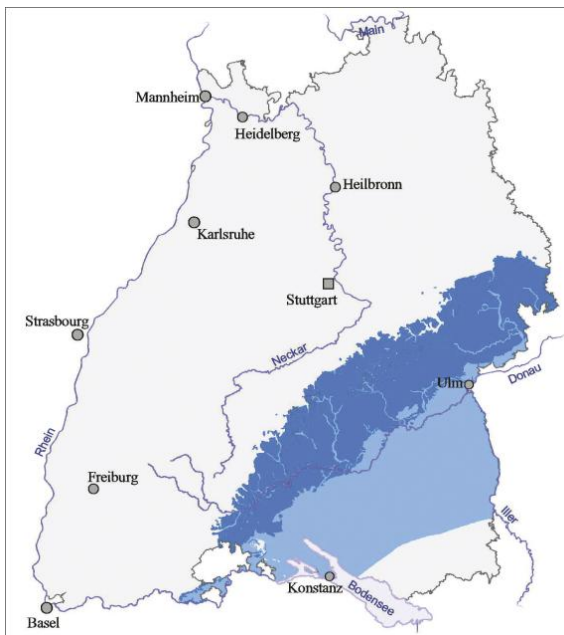 Main
Mannheim
Heidelberg
Heilbronn
Karlsruhe
Stuttgart
Strasbourg
Neckar
Ulm
Donau
Rhein
Freiburg
Iller
Konstanz
Bodensee
Basel